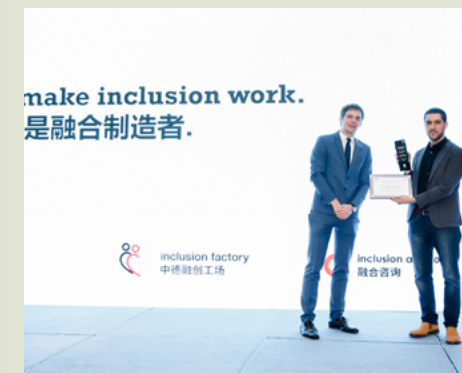 make inclusion work.
是融合制造者.
inclusion factory
中德融创工场
inclusion a
融合咨询